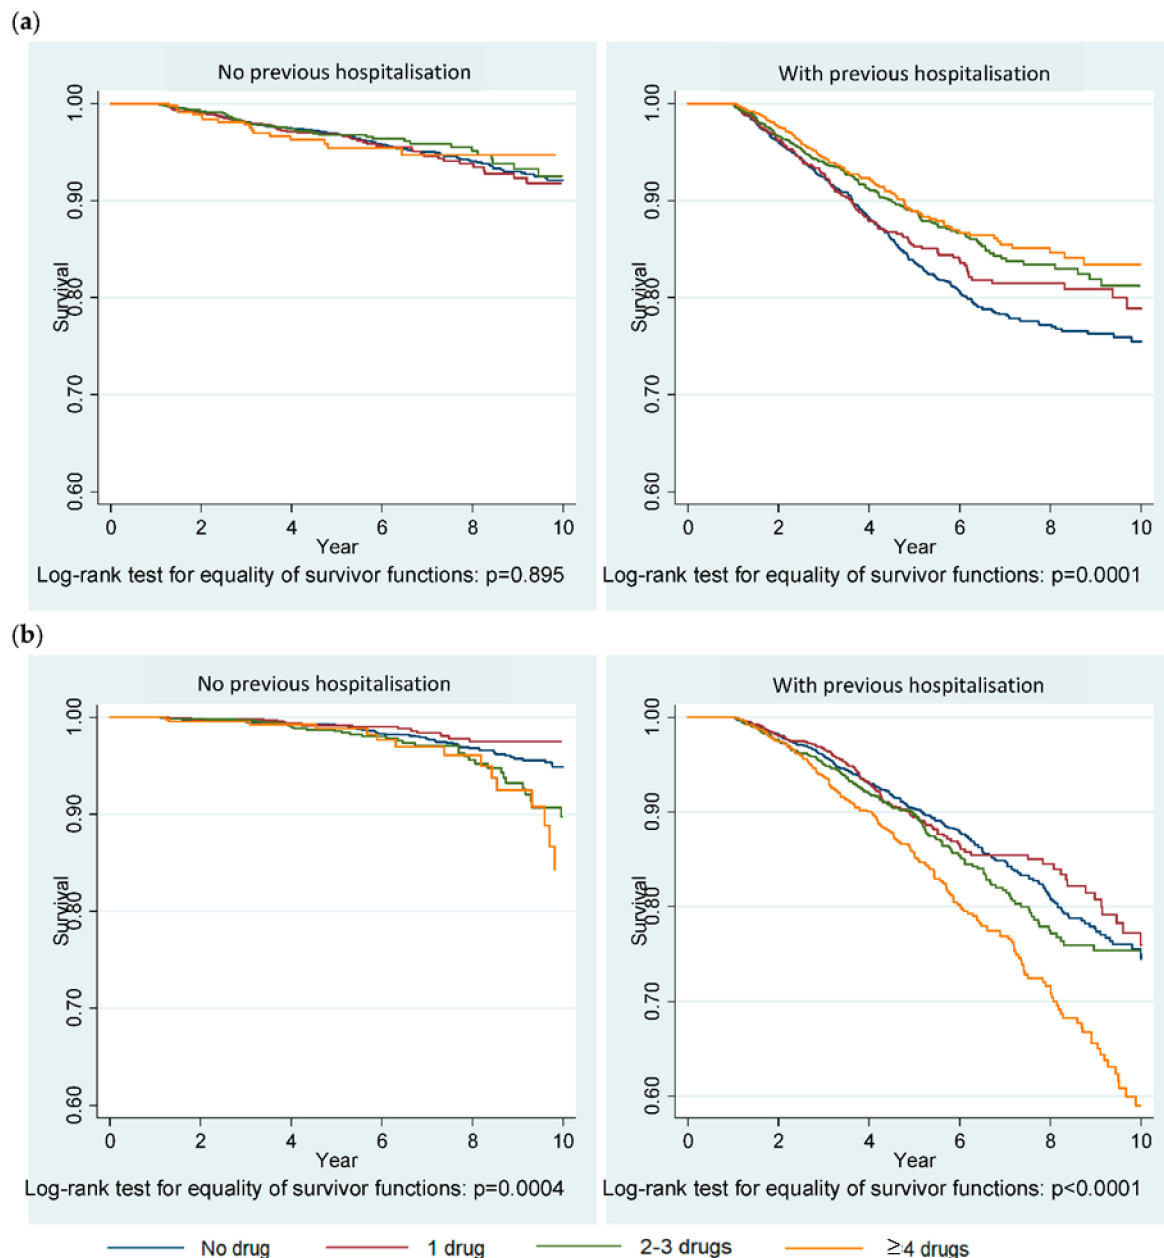 (a)
No previous hospitalisation
With previous hospitalisation
1.00
0.90
0.80
0.70
0.60
Survival
0 2 4 6 8 10
Year
Log-rank test for equality of survivor functions: p=0.895
1.00
0.90
0.80
0.70
0.60
Survival
0 2 4 6 8 10
Year
Log-rank test for equality of survivor functions: p=0.0001
(b)
No previous hospitalisation
With previous hospitalisation
1.00
0.90
0.80
0.70
0.60
Survival
0 2 4 6 8 10
Year
Log-rank test for equality of survivor functions: p=0.0004
1.00
0.90
0.80
0.70
0.60
Survival
0 2 4 6 8 10
Year
Log-rank test for equality of survivor functions: p<0.0001
No drug 1 drug 2-3 drugs ≥4 drugs